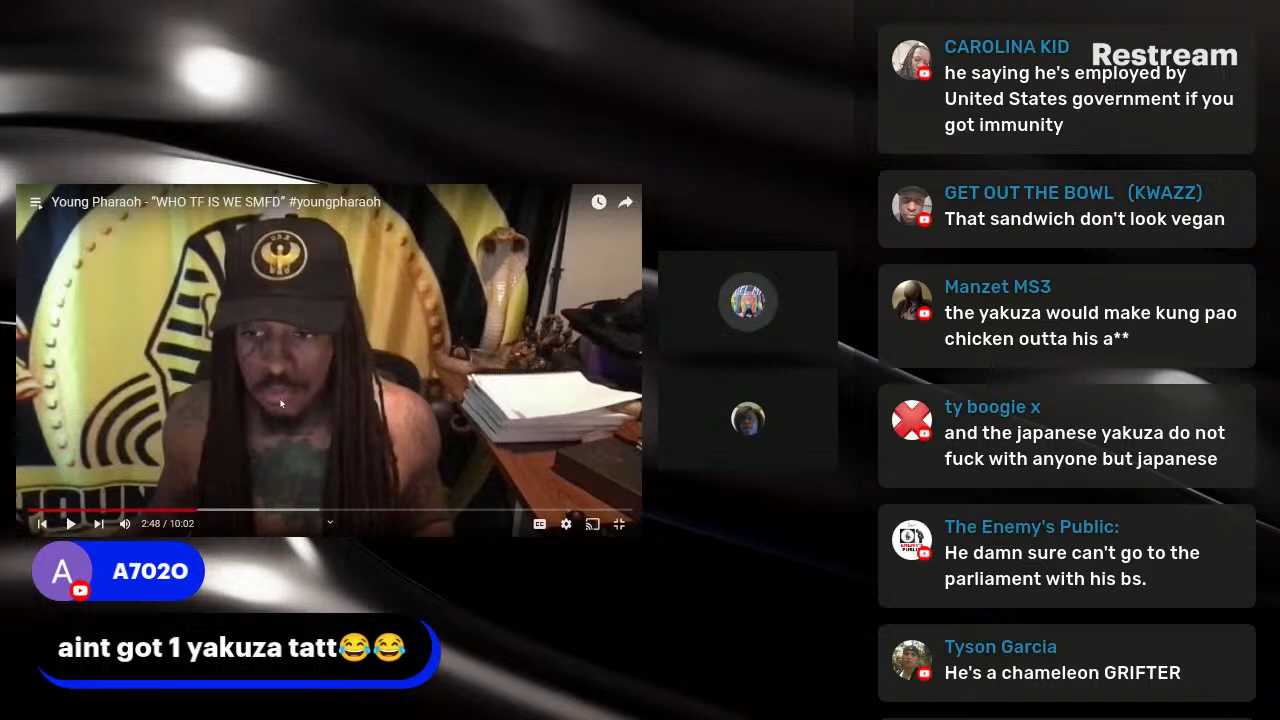 Restream
CAROLINA KID
he saying he's employed by
United States government if you
got immunity
GET OUT THE BOWL (KWAZZ)
That sandwich don't look vegan
Manzet MS3
the yakuza would make kung pao
chicken outta his a**
ty boogie x
and the japanese yakuza do not
fuck with anyone but japanese
The Enemy's Public:
He damn sure can't go to the
parliament with his bs.
Tyson Garcia
He's a chameleon GRIFTER
Young Pharaoh - “WHO TF IS WE SMFD” #youngpharaoh
2:48 / 10:02
CC
A
A702O
aint got 1 yakuza tatt😂😂